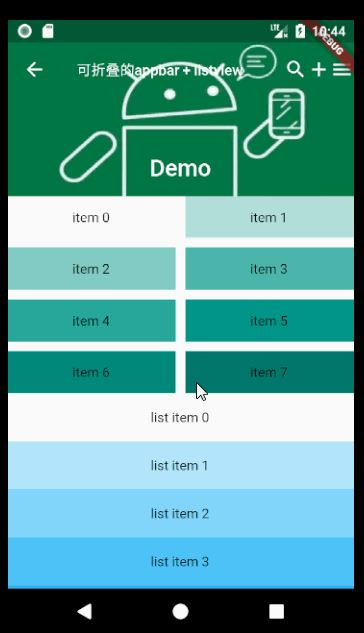 LTE 10:44
DEBUG
可折叠的appbar + listview
Demo
item 0 item 1
item 2 item 3
item 4 item 5
item 6 item 7
list item 0
list item 1
list item 2
list item 3